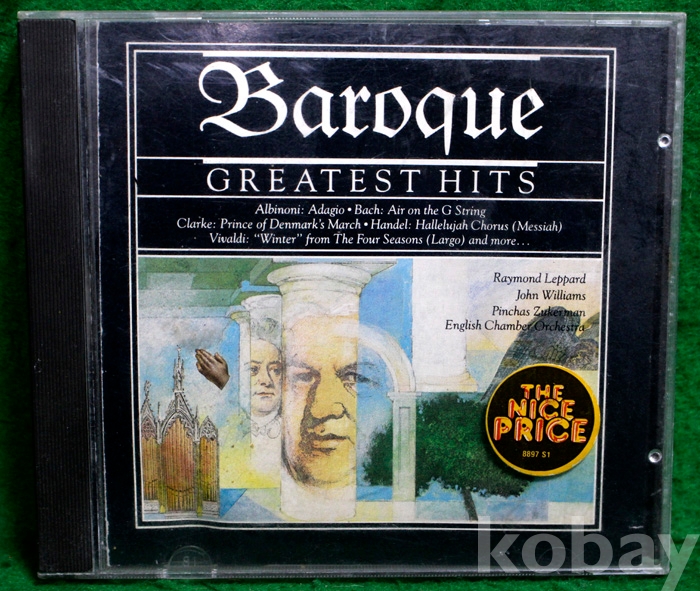 Baroque
GREATEST HITS
Albinoni: Adagio • Bach: Air on the G String
Clarke: Prince of Denmark's March • Handel: Hallelujah Chorus (Messiah)
Vivaldi: "Winter" from The Four Seasons (Largo) and more...
Raymond Leppard
John Williams
Pinchas Zukerman
English Chamber Orchestra
THE
NICE
PRICE
8897 S1
kobay